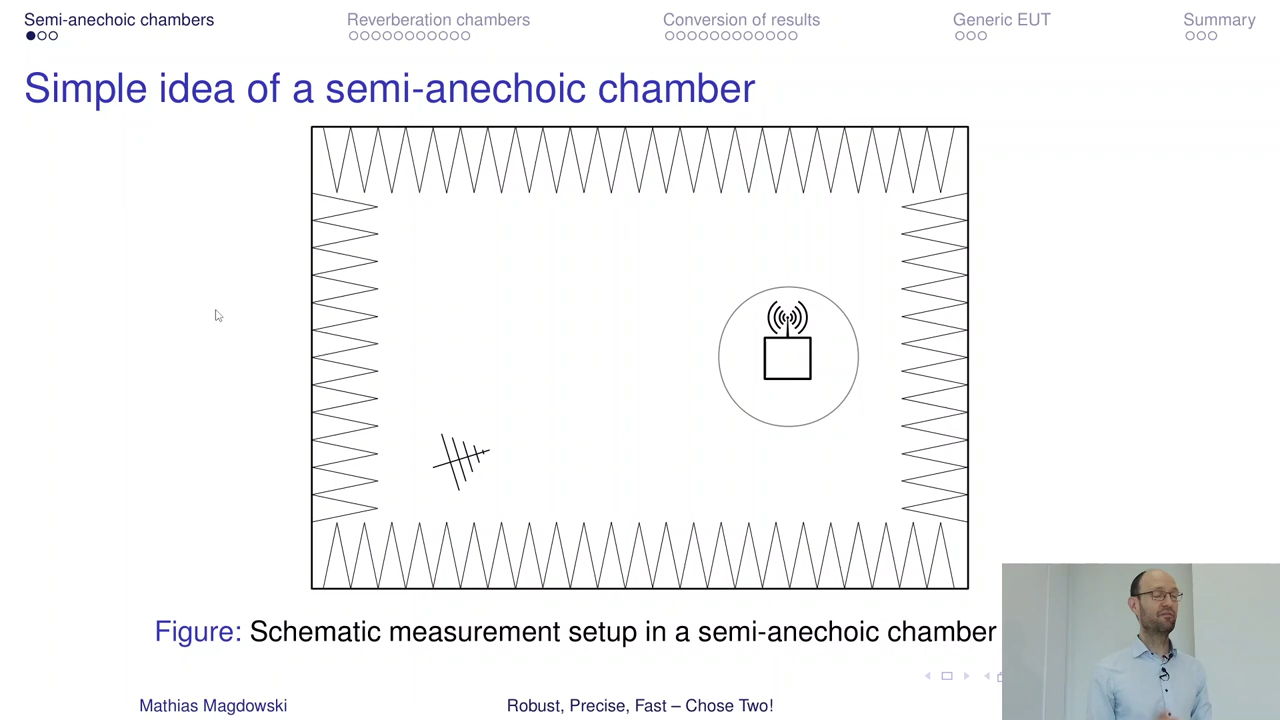 Semi-anechoic chambers Reverberation chambers Conversion of results Generic EUT Summary
Simple idea of a semi-anechoic chamber
Figure: Schematic measurement setup in a semi-anechoic chamber
Mathias Magdowski Robust, Precise, Fast – Chose Two!